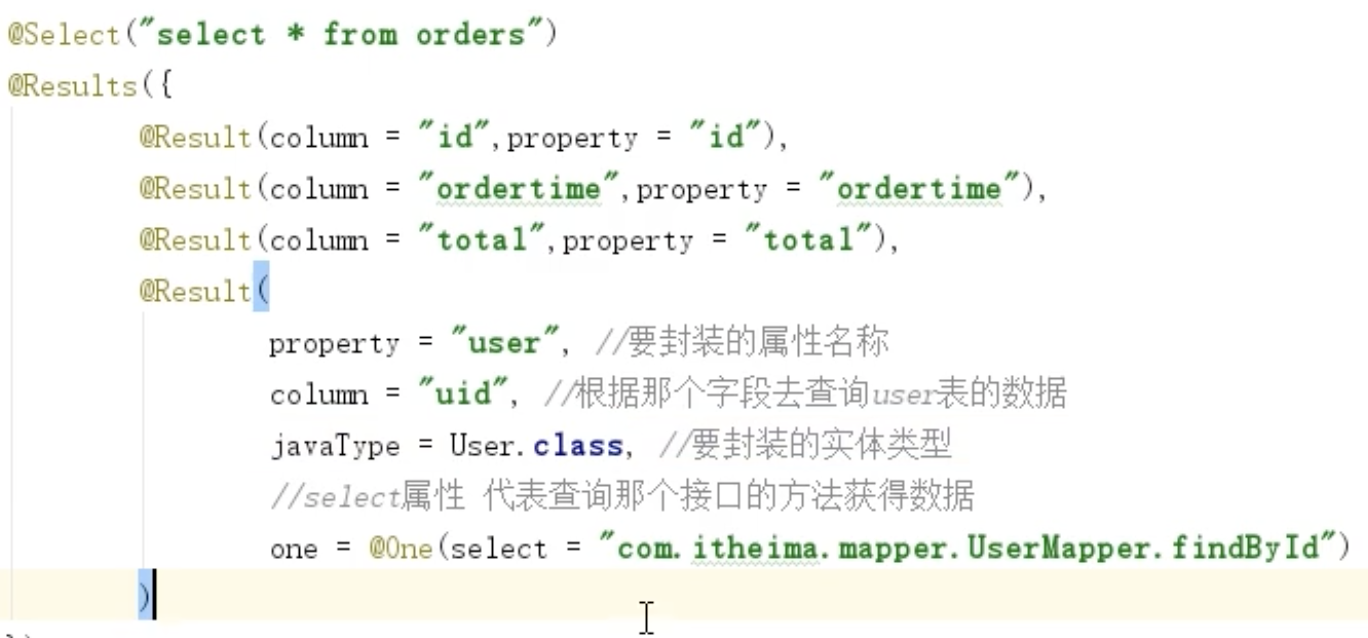 @Select("select * from orders")
@Results({
@Result(column = "id",property = "id"),
@Result(column = "ordertime",property = "ordertime"),
@Result(column = "total",property = "total"),
@Result(
property = "user", //要封装的属性名称
column = "uid", //根据那个字段去查询user表的数据
javaType = User.class, //要封装的实体类型
//select属性 代表查询那个接口的方法获得数据
one = @One(select = "com.itheima.mapper.UserMapper.findById")
)